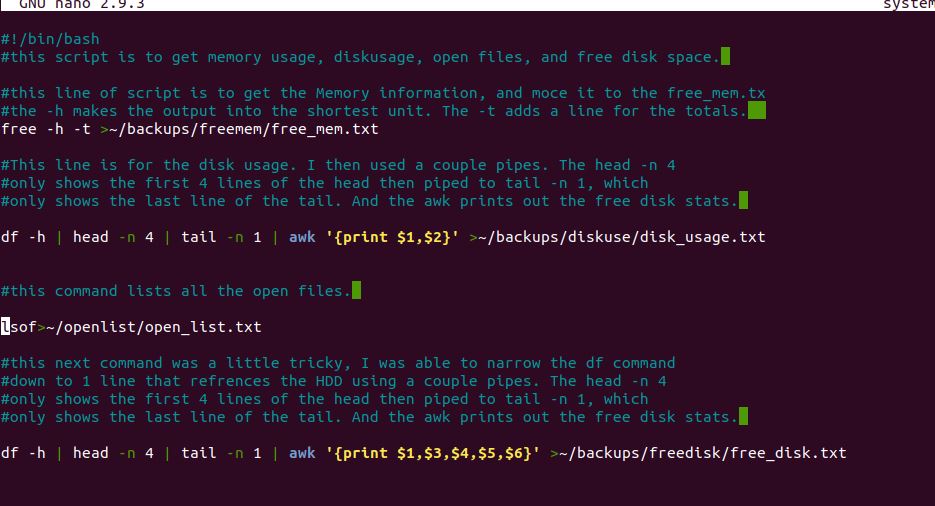 GNU nano 2.9.3 system
#!/bin/bash
#this script is to get memory usage, diskusage, open files, and free disk space.
#this line of script is to get the Memory information, and moce it to the free_mem.tx
#the -h makes the output into the shortest unit. The -t adds a line for the totals.
free -h -t >~/backups/freemem/free_mem.txt
#This line is for the disk usage. I then used a couple pipes. The head -n 4
#only shows the first 4 lines of the head then piped to tail -n 1, which
#only shows the last line of the tail. And the awk prints out the free disk stats.
df -h | head -n 4 | tail -n 1 | awk '{print $1,$2}' >~/backups/diskuse/disk_usage.txt
#this command lists all the open files.
lsof>~/openlist/open_list.txt
#this next command was a little tricky, I was able to narrow the df command
#down to 1 line that refrences the HDD using a couple pipes. The head -n 4
#only shows the first 4 lines of the head then piped to tail -n 1, which
#only shows the last line of the tail. And the awk prints out the free disk stats.
df -h | head -n 4 | tail -n 1 | awk '{print $1,$3,$4,$5,$6}' >~/backups/freedisk/free_disk.txt